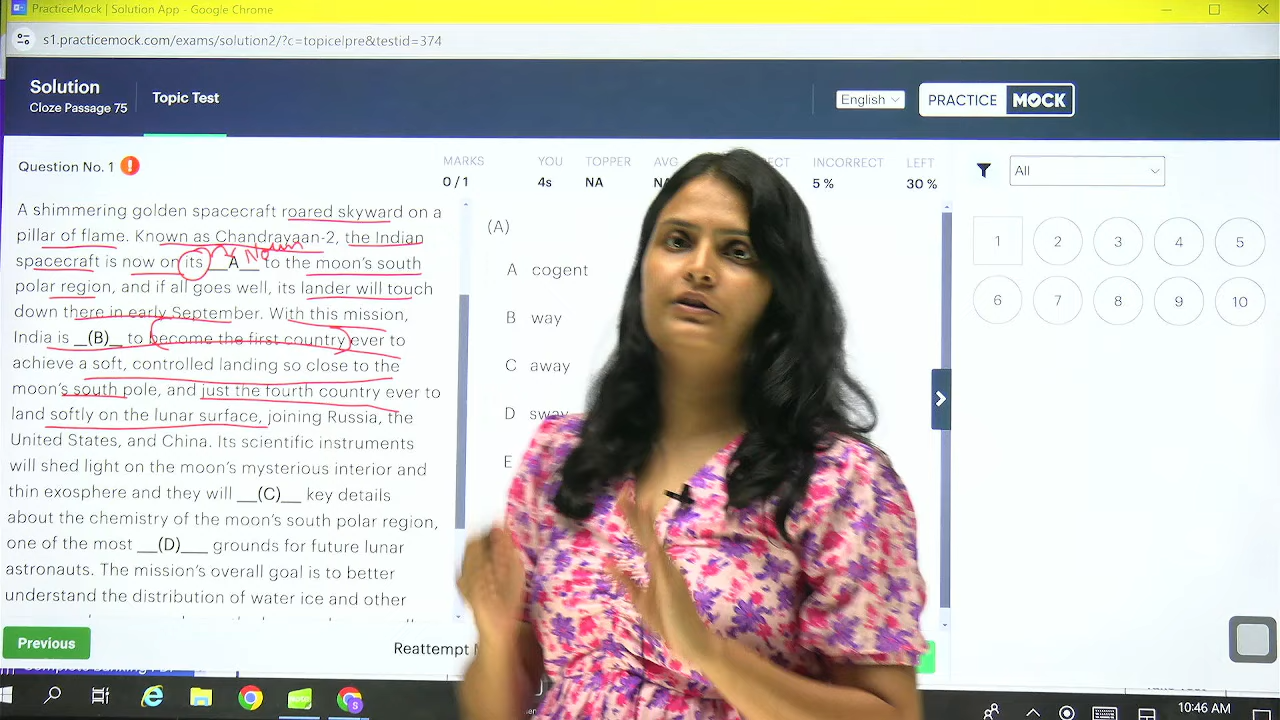 PracticeMock | Solution App - Google Chrome
s1.practicemock.com/exams/solution2/?c=topice|pre&testid=374
Solution
Cloze Passage 75
Topic Test
English
PRACTICE MOCK
Question No. 1
MARKS YOU TOPPER AVG INCORRECT LEFT
0 / 1 4s NA 5 % 30 %
All
A shimmering golden spacecraft roared skyward on a
pillar of flame. Known as Chandrayaan-2, the Indian
Noun
spacecraft is now on its __A__ to the moon's south
polar region, and if all goes well, its lander will touch
down there in early September. With this mission,
India is _(B)_ to become the first country ever to
achieve a soft, controlled landing so close to the
moon's south pole, and just the fourth country ever to
land softly on the lunar surface, joining Russia, the
United States, and China. Its scientific instruments
will shed light on the moon's mysterious interior and
thin exosphere and they will __(C)__ key details
about the chemistry of the moon's south polar region,
one of the most __(D)___ grounds for future lunar
astronauts. The mission's overall goal is to better
understand the distribution of water ice and other
(A)
A cogent
B way
C away
D sway
E
1 2 3 4 5
6 7 8 9 10
Previous
Reattempt
10:46 AM